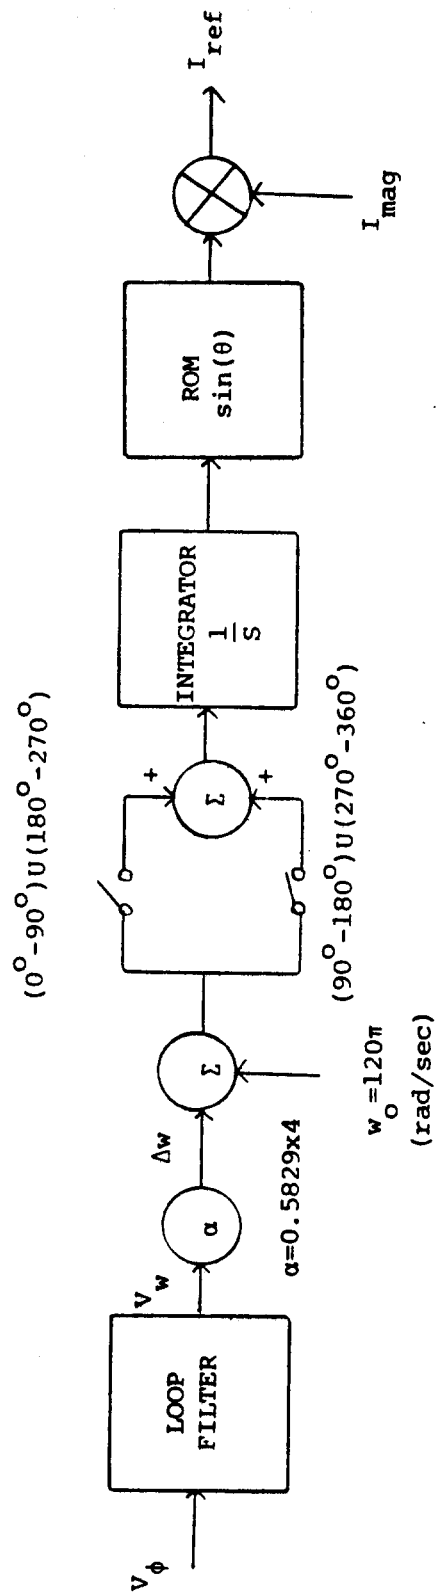 V_φ
LOOP
FILTER
V_w
α
α=0.5829x4
Δw
Σ
w_o=120π
(rad/sec)
(0°-90°)U(180°-270°)
(90°-180°)U(270°-360°)
+
Σ
+
INTEGRATOR
1
S
ROM
sin(θ)
I_mag
I_ref